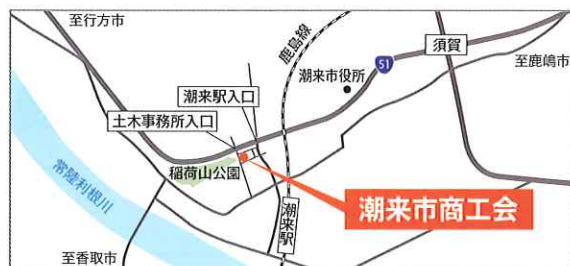 至行方市
鹿島線
須賀
51
至鹿嶋市
潮来市役所
潮来駅入口
土木事務所入口
稲荷山公園
常陸利根川
潮来市商工会
潮来駅
至香取市